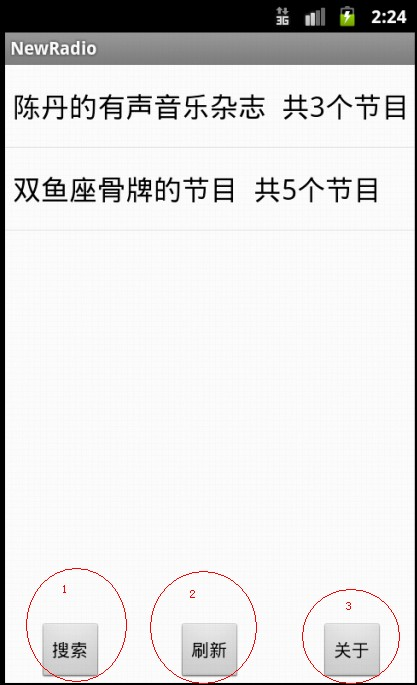 3G 2:24
NewRadio
陈丹的有声音乐杂志 共3个节目
双鱼座骨牌的节目 共5个节目
1 2 3
搜索 刷新 关于